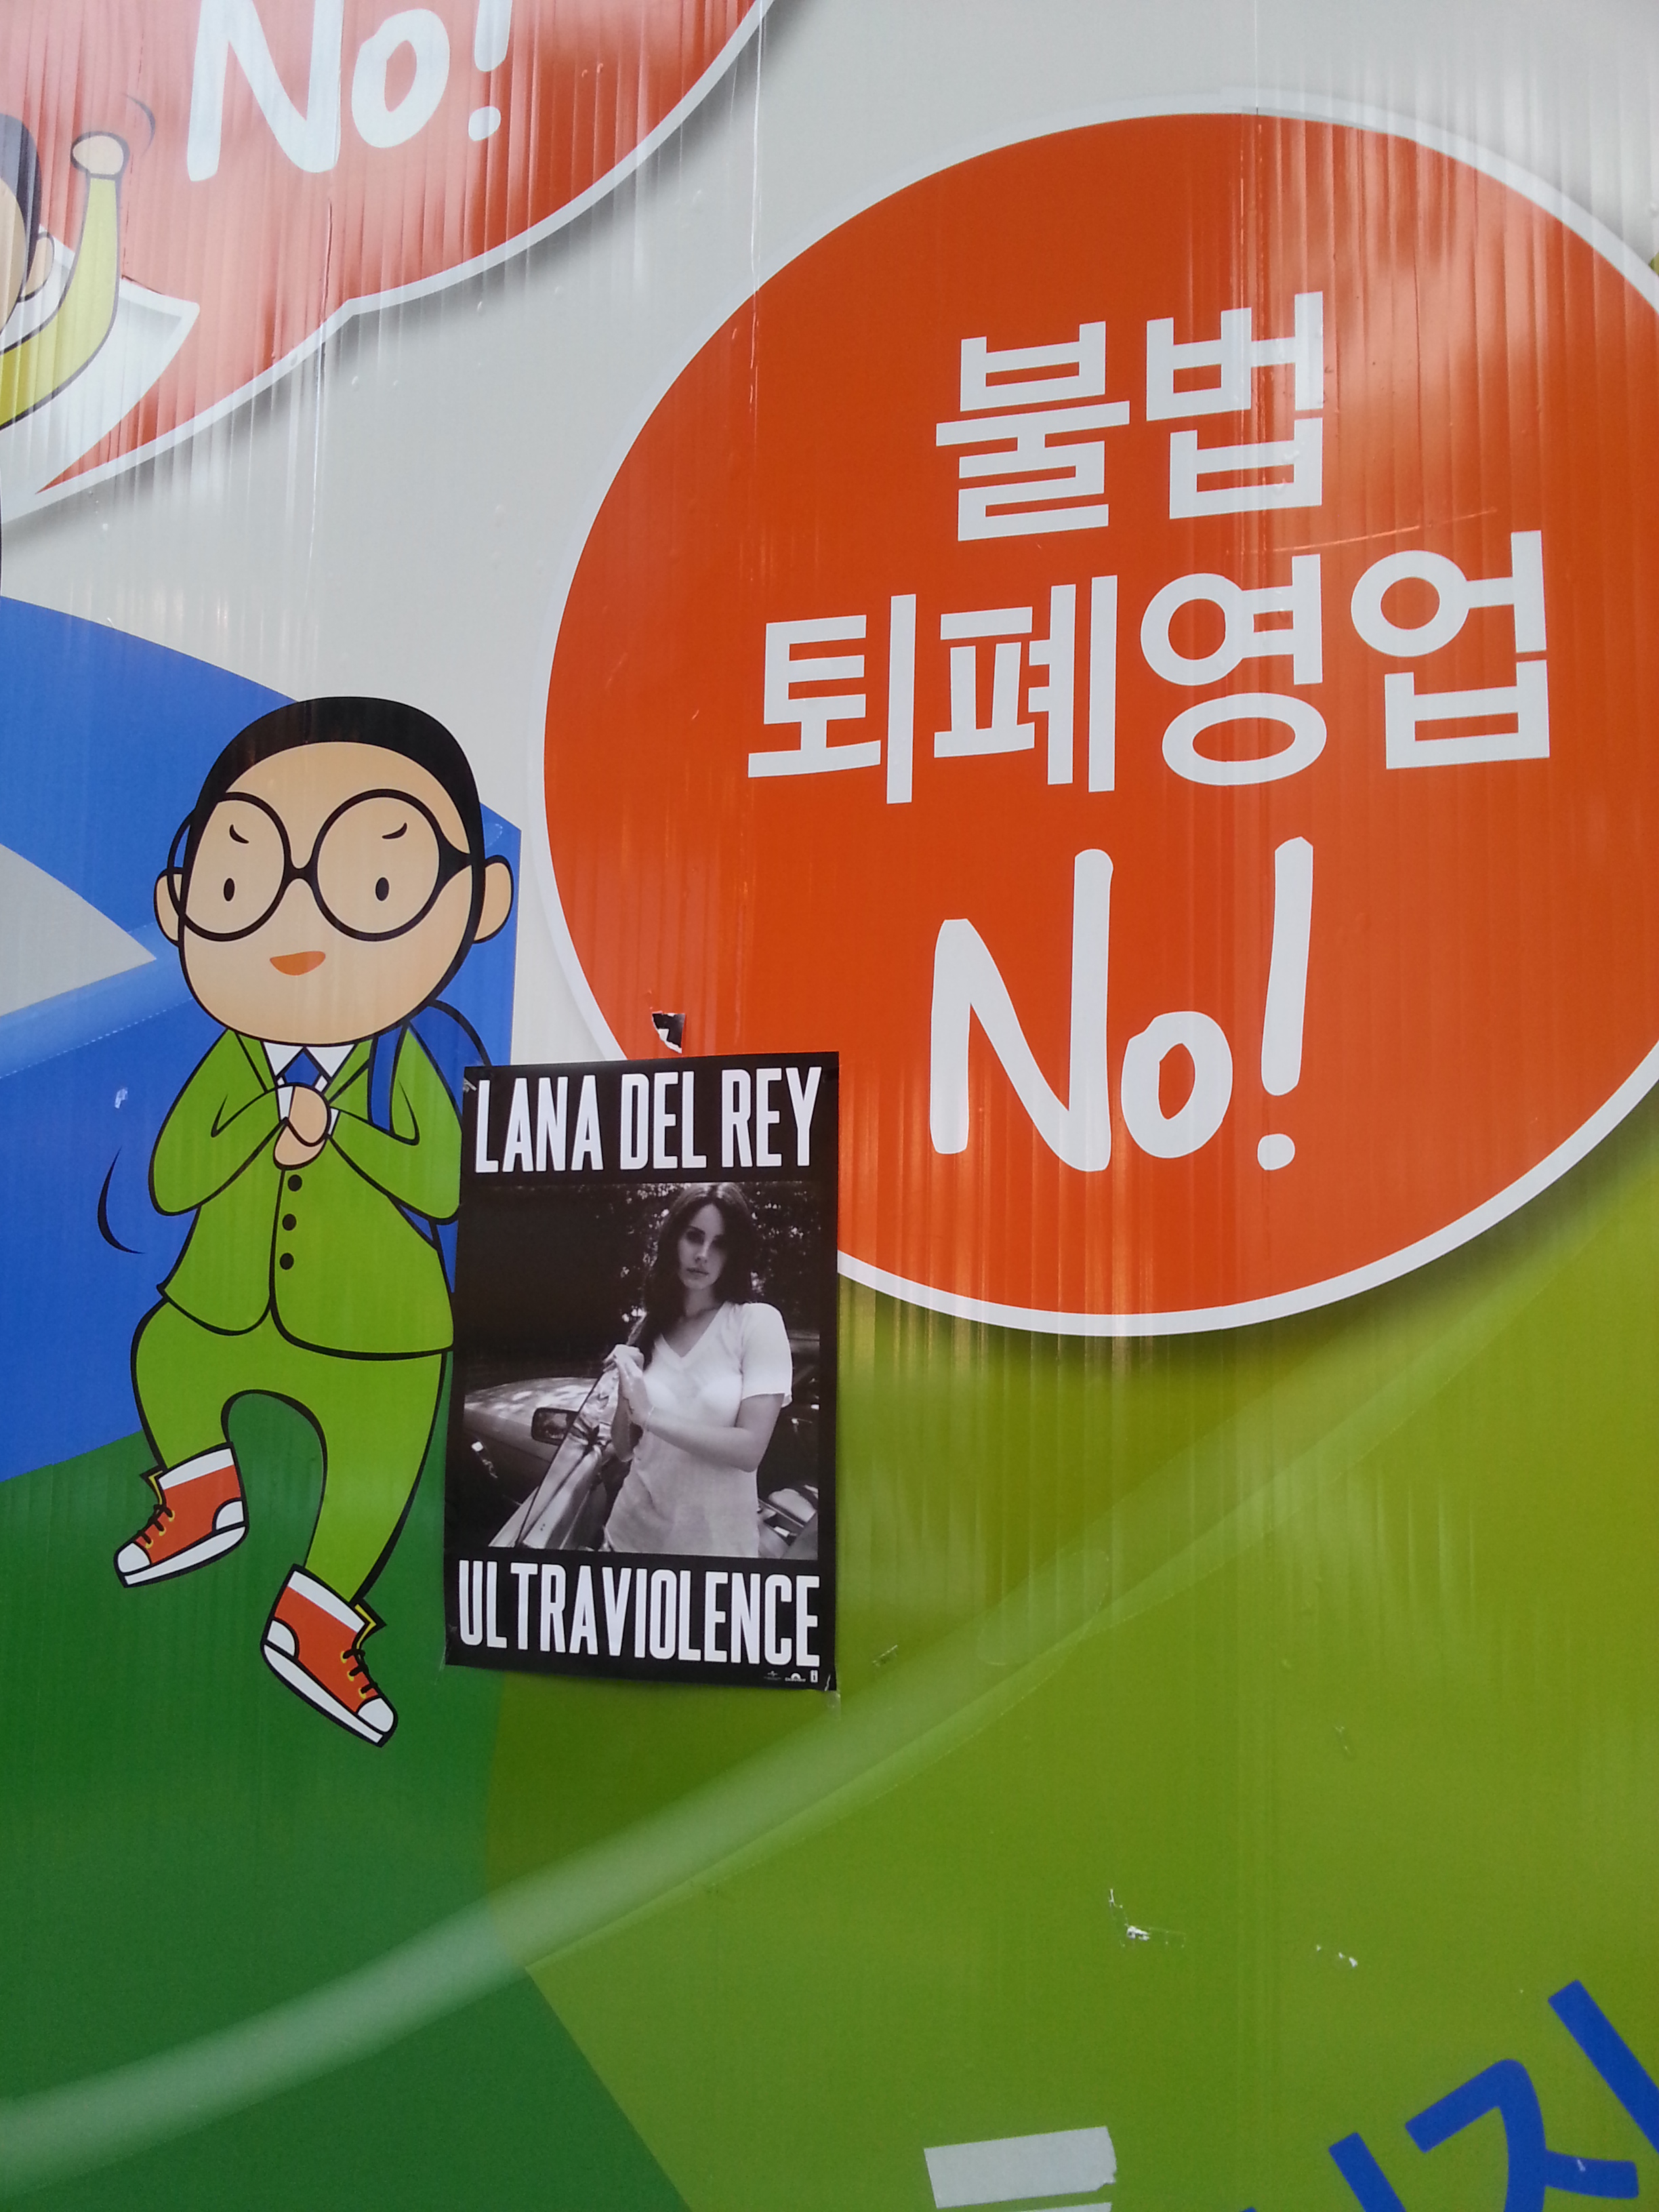 No!
불법
퇴폐영업
No!
LANA DEL REY
ULTRAVIOLENCE